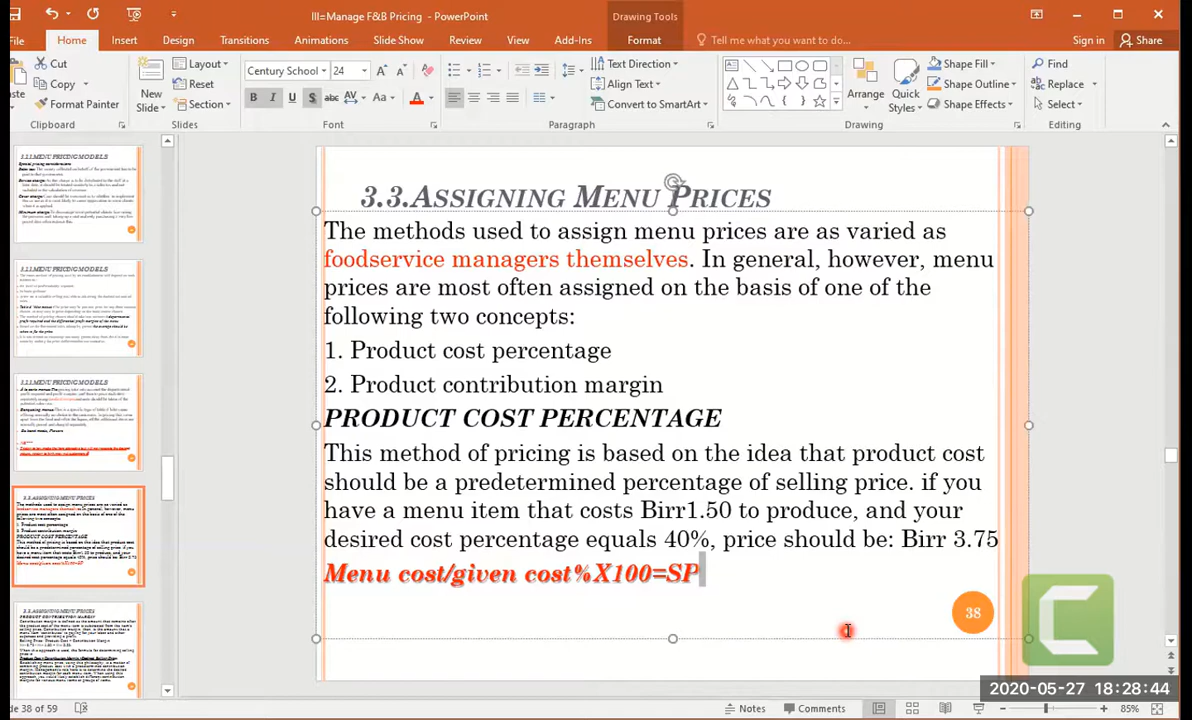 III=Manage F&B Pricing - PowerPoint
Drawing Tools
File Home Insert Design Transitions Animations Slide Show Review View Add-Ins Format Tell me what you want to do... Sign in Share
Cut
Copy
Format Painter
Clipboard
New Slide
Layout
Reset
Section
Slides
Century School 24
B I U S abc AV Aa A
Font
Text Direction
Align Text
Convert to SmartArt
Paragraph
Arrange
Quick Styles
Shape Fill
Shape Outline
Shape Effects
Drawing
Find
Replace
Select
Editing
3.3.ASSIGNING MENU PRICES
The methods used to assign menu prices are as varied as
foodservice managers themselves. In general, however, menu
prices are most often assigned on the basis of one of the
following two concepts:
1. Product cost percentage
2. Product contribution margin
PRODUCT COST PERCENTAGE
This method of pricing is based on the idea that product cost
should be a predetermined percentage of selling price. if you
have a menu item that costs Birr1.50 to produce, and your
desired cost percentage equals 40%, price should be: Birr 3.75
Menu cost/given cost%X100=SP
38
2020-05-27 18:28:44
de 38 of 59
Notes
Comments
85%